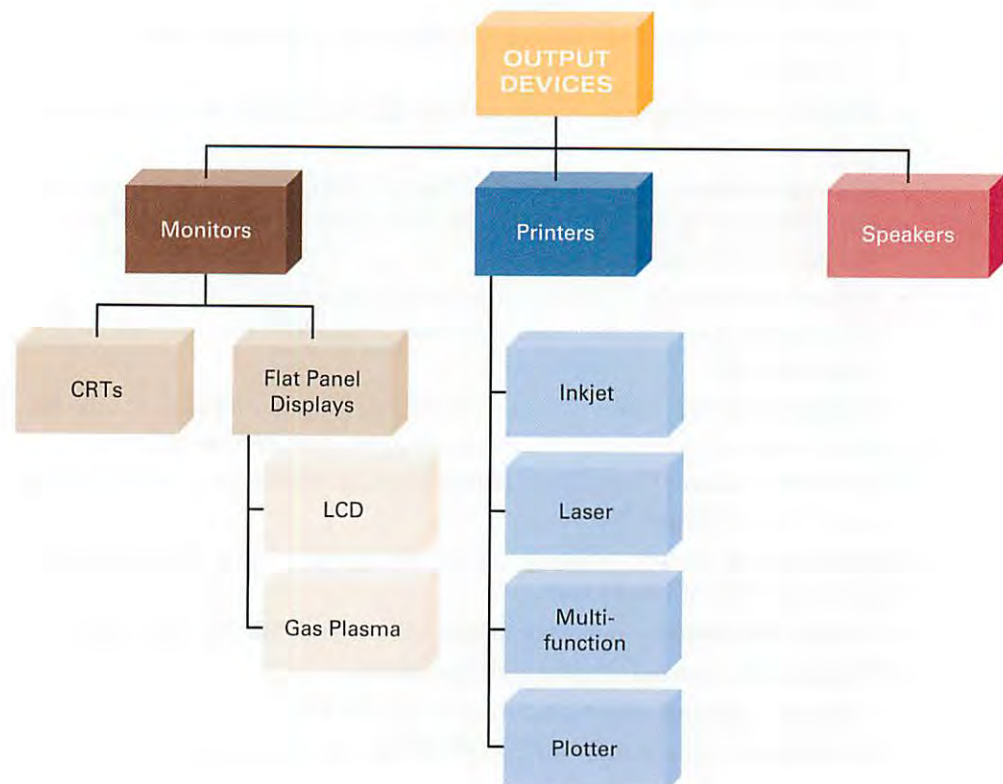 OUTPUT
DEVICES
Monitors
Printers
Speakers
CRTs
Flat Panel
Displays
LCD
Gas Plasma
Inkjet
Laser
Multi-
function
Plotter